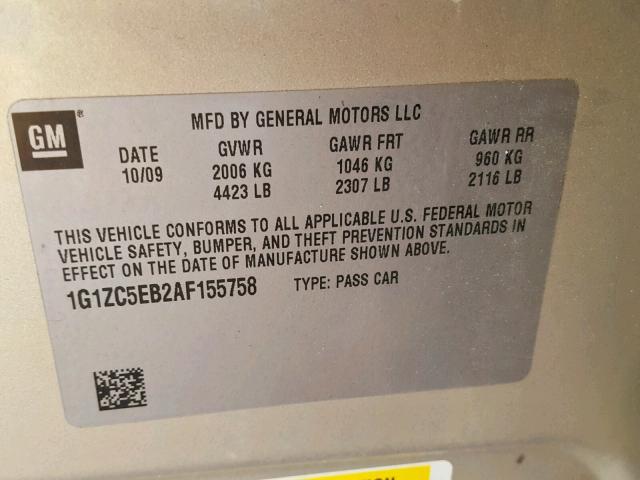 GM ®
MFD BY GENERAL MOTORS LLC
DATE GVWR GAWR FRT GAWR RR
10/09 2006 KG 1046 KG 960 KG
4423 LB 2307 LB 2116 LB
THIS VEHICLE CONFORMS TO ALL APPLICABLE U.S. FEDERAL MOTOR
VEHICLE SAFETY, BUMPER, AND THEFT PREVENTION STANDARDS IN
EFFECT ON THE DATE OF MANUFACTURE SHOWN ABOVE.
1G1ZC5EB2AF155758 TYPE: PASS CAR